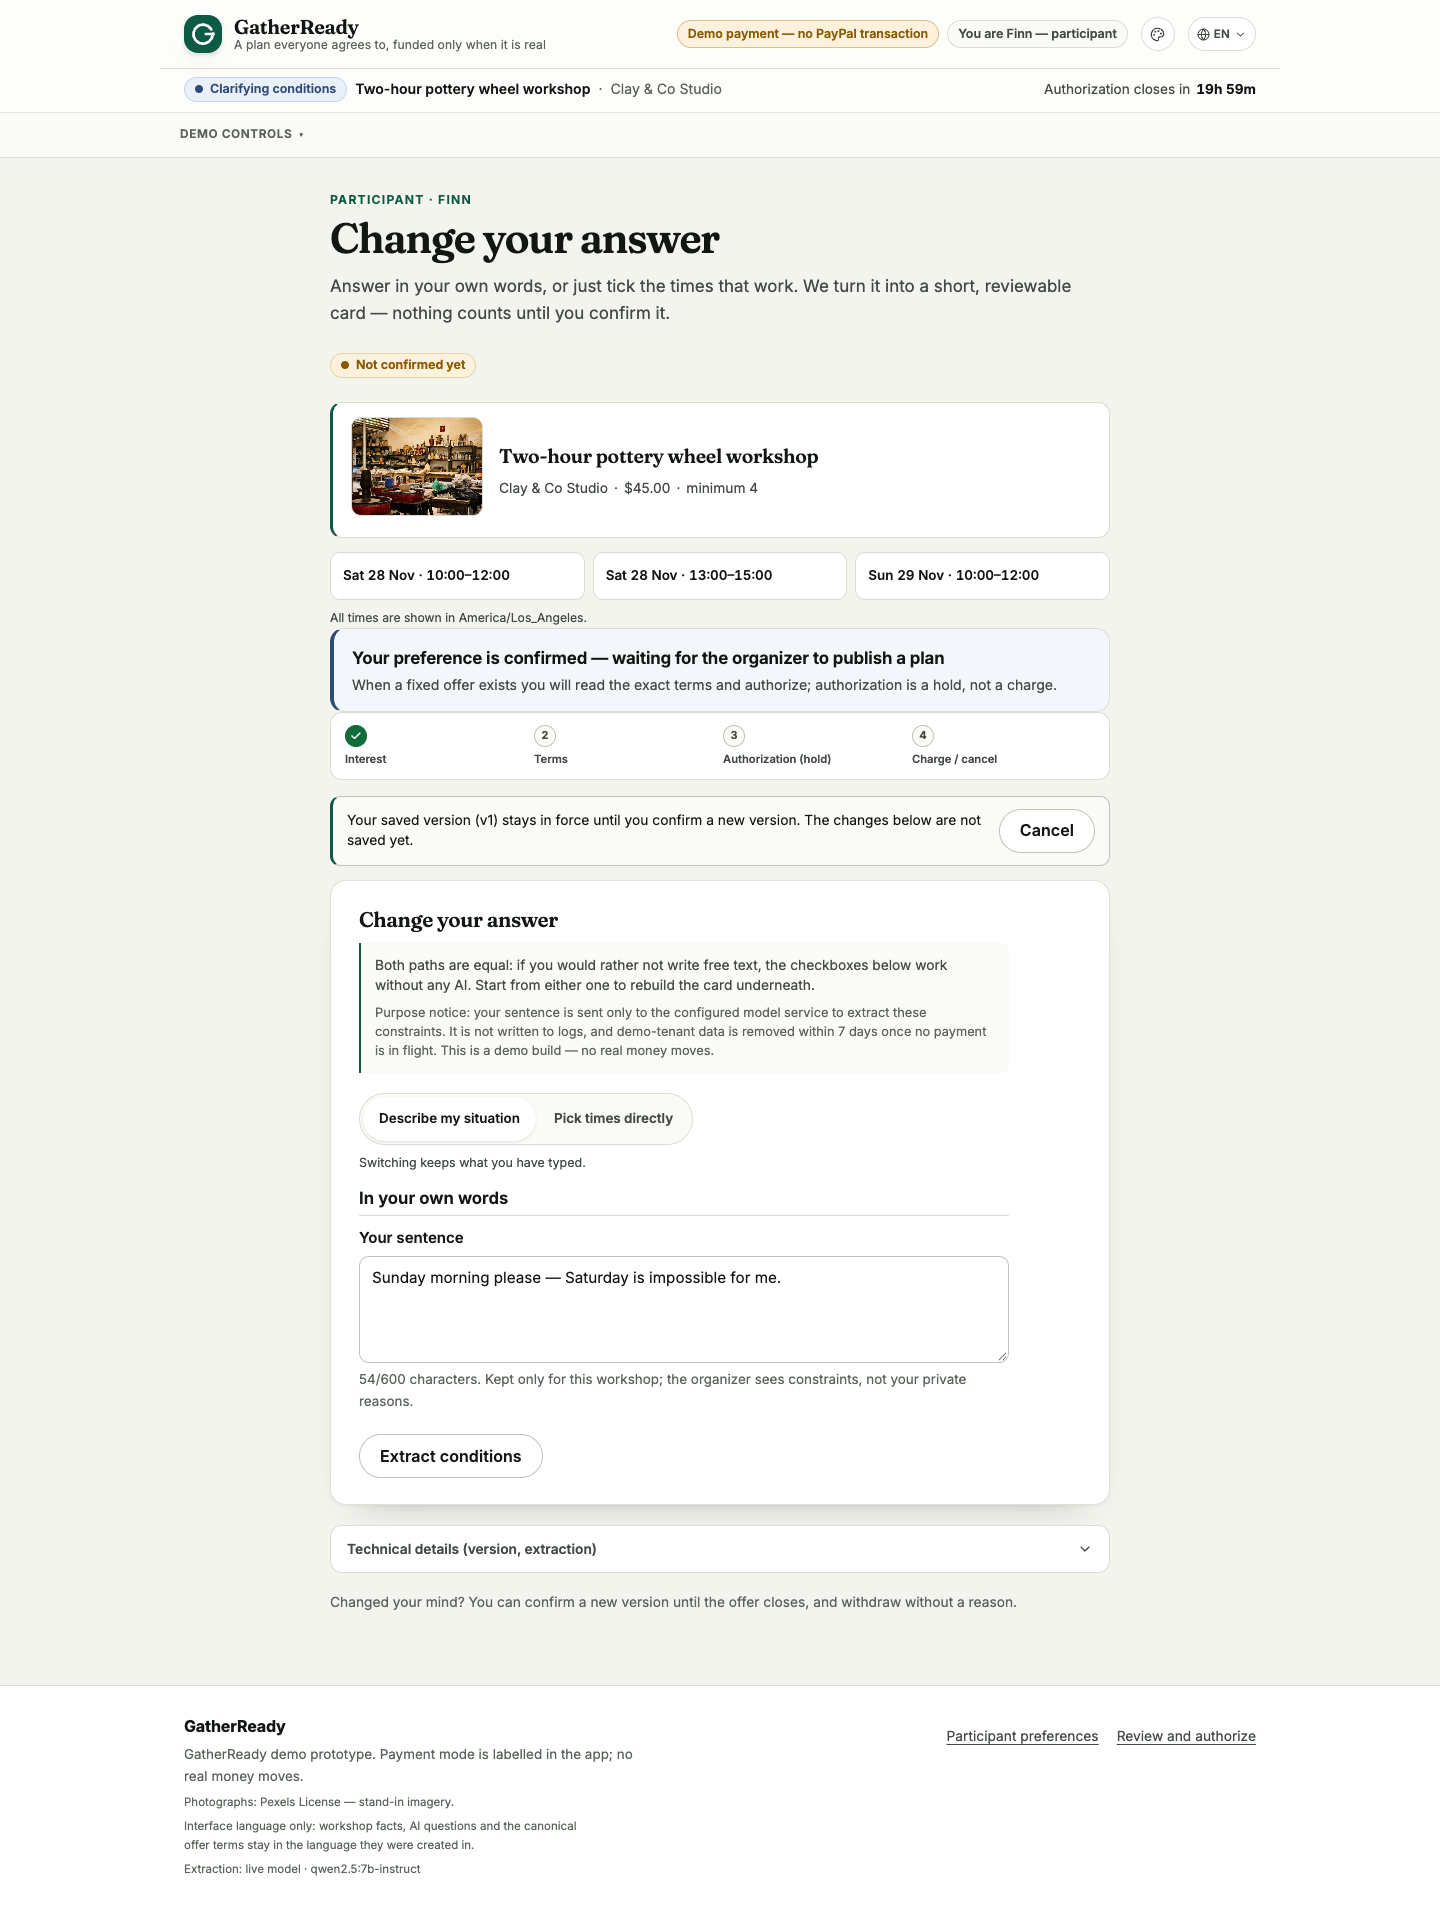 GatherReady
A plan everyone agrees to, funded only when it is real
Demo payment — no PayPal transaction
You are Finn — participant
EN
Clarifying conditions
Two-hour pottery wheel workshop · Clay & Co Studio
Authorization closes in 19h 59m
DEMO CONTROLS
PARTICIPANT · FINN
Change your answer
Answer in your own words, or just tick the times that work. We turn it into a short, reviewable
card — nothing counts until you confirm it.
Not confirmed yet
Two-hour pottery wheel workshop
Clay & Co Studio · $45.00 · minimum 4
Sat 28 Nov · 10:00–12:00
Sat 28 Nov · 13:00–15:00
Sun 29 Nov · 10:00–12:00
All times are shown in America/Los_Angeles.
Your preference is confirmed — waiting for the organizer to publish a plan
When a fixed offer exists you will read the exact terms and authorize; authorization is a hold, not a charge.
Interest
2
Terms
3
Authorization (hold)
4
Charge / cancel
Your saved version (v1) stays in force until you confirm a new version. The changes below are not
saved yet.
Cancel
Change your answer
Both paths are equal: if you would rather not write free text, the checkboxes below work
without any AI. Start from either one to rebuild the card underneath.
Purpose notice: your sentence is sent only to the configured model service to extract these
constraints. It is not written to logs, and demo-tenant data is removed within 7 days once no payment
is in flight. This is a demo build — no real money moves.
Describe my situation
Pick times directly
Switching keeps what you have typed.
In your own words
Your sentence
Sunday morning please — Saturday is impossible for me.
54/600 characters. Kept only for this workshop; the organizer sees constraints, not your private
reasons.
Extract conditions
Technical details (version, extraction)
Changed your mind? You can confirm a new version until the offer closes, and withdraw without a reason.
GatherReady
GatherReady demo prototype. Payment mode is labelled in the app; no
real money moves.
Photographs: Pexels License — stand-in imagery.
Interface language only: workshop facts, AI questions and the canonical
offer terms stay in the language they were created in.
Extraction: live model · qwen2.5:7b-instruct
Participant preferences
Review and authorize